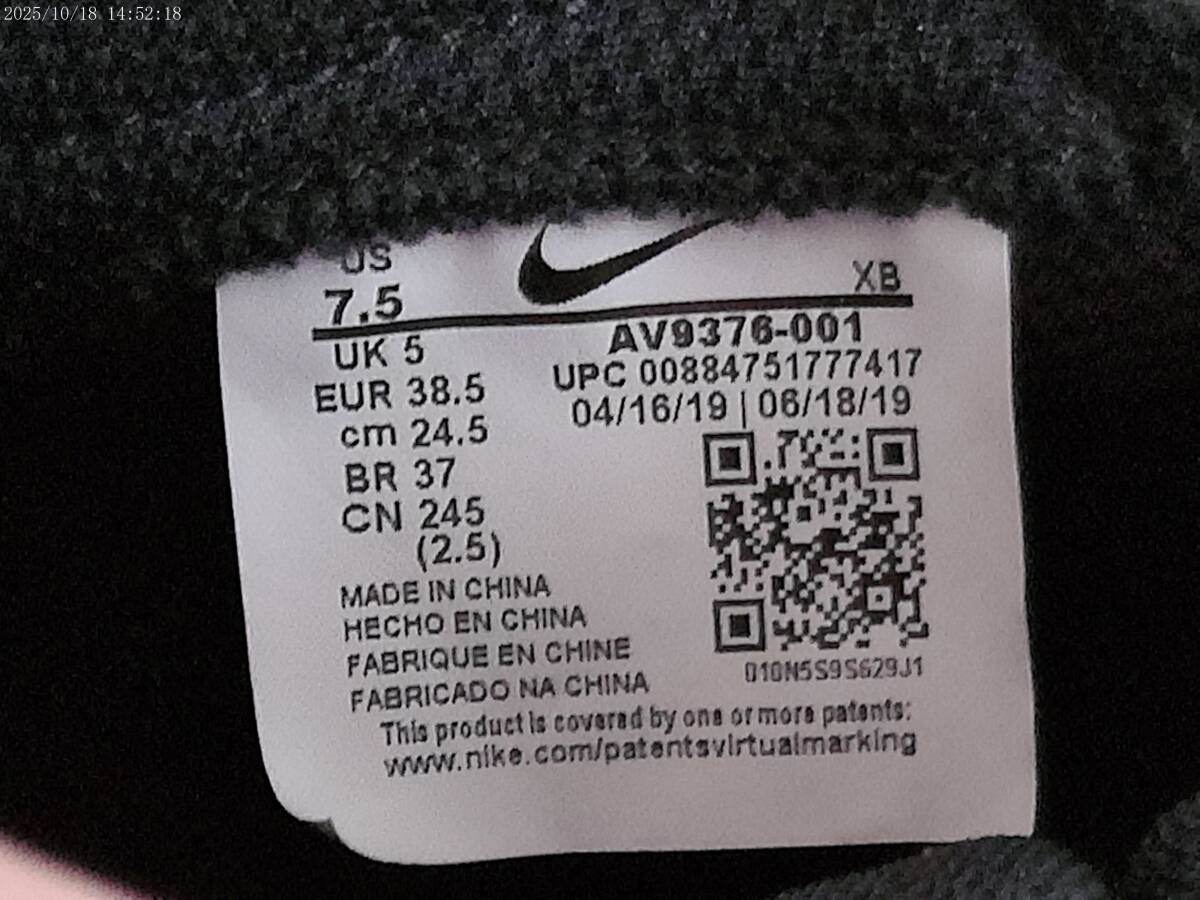 2025/10/18 14:52:18
US
7.5
XB
UK 5
EUR 38.5
cm 24.5
BR 37
CN 245
(2.5)
AV9376-001
UPC 00884751777417
04/16/19 | 06/18/19
010N5S9S629J1
MADE IN CHINA
HECHO EN CHINA
FABRIQUE EN CHINE
FABRICADO NA CHINA
This product is covered by one or more patents:
www.nike.com/patentsvirtualmarking